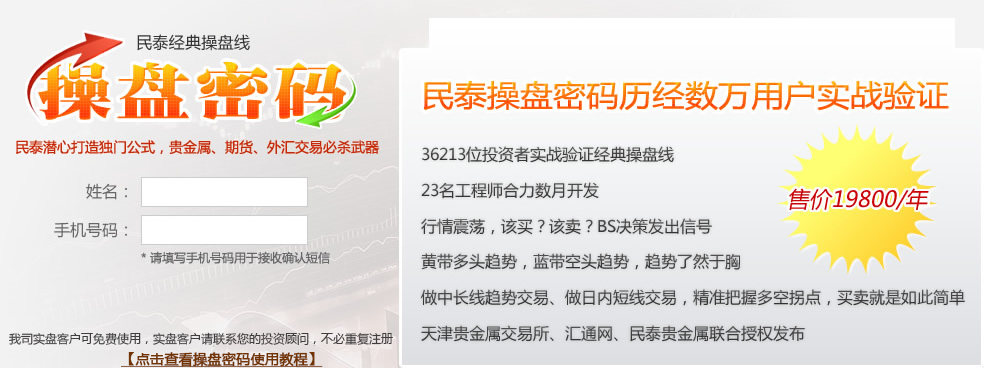 民泰经典操盘线
操盘密码
民泰潜心打造独门公式，贵金属、期货、外汇交易必杀武器
姓名：
手机号码：
* 请填写手机号码用于接收确认短信
我司实盘客户可免费使用，实盘客户请联系您的投资顾问，不必重复注册
【点击查看操盘密码使用教程】
民泰操盘密码历经数万用户实战验证
36213位投资者实战验证经典操盘线
23名工程师合力数月开发
行情震荡，该买？该卖？BS决策发出信号
黄带多头趋势，蓝带空头趋势，趋势了然于胸
做中长线趋势交易、做日内短线交易，精准把握多空拐点，买卖就是如此简单
天津贵金属交易所、汇通网、民泰贵金属联合授权发布
售价19800/年